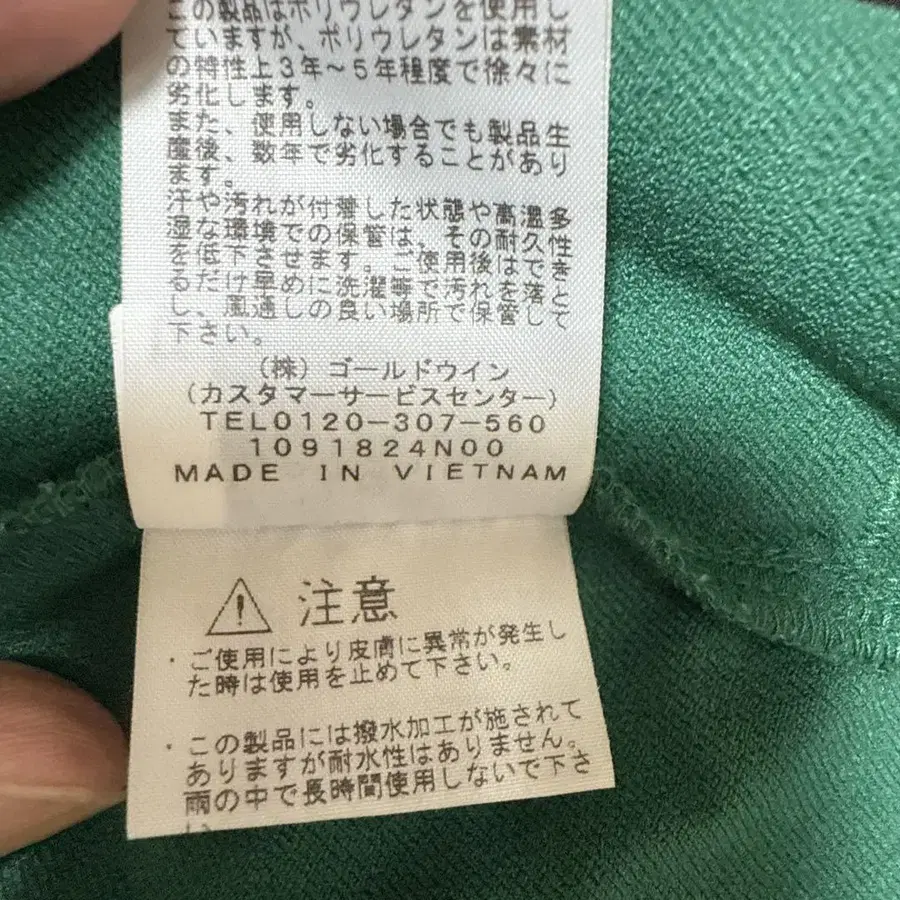 この製品はポリウレタンを使用し
ていますが、ポリウレタンは素材
の特性上3年～5年程度で徐々に
劣化します。
また、使用しない場合でも製品生
産後、数年で劣化することがあり
ます。
汗や汚れが付着した状態や高温多
湿な環境での保管は、その耐久性
を低下させます。ご使用後はでき
るだけ早めに洗濯等で汚れを落と
し、風通しの良い場所で保管して
下さい。
（株）ゴールドウイン
(カスタマーサービスセンター)
TEL0120-307-560
1091824N00
MADE IN VIETNAM
注意
・ご使用により皮膚に異常が発生し
た時は使用を止めて下さい。
・この製品には撥水加工が施されて
ありますが耐水性はありません。
雨の中で長時間使用しないで下さ
い